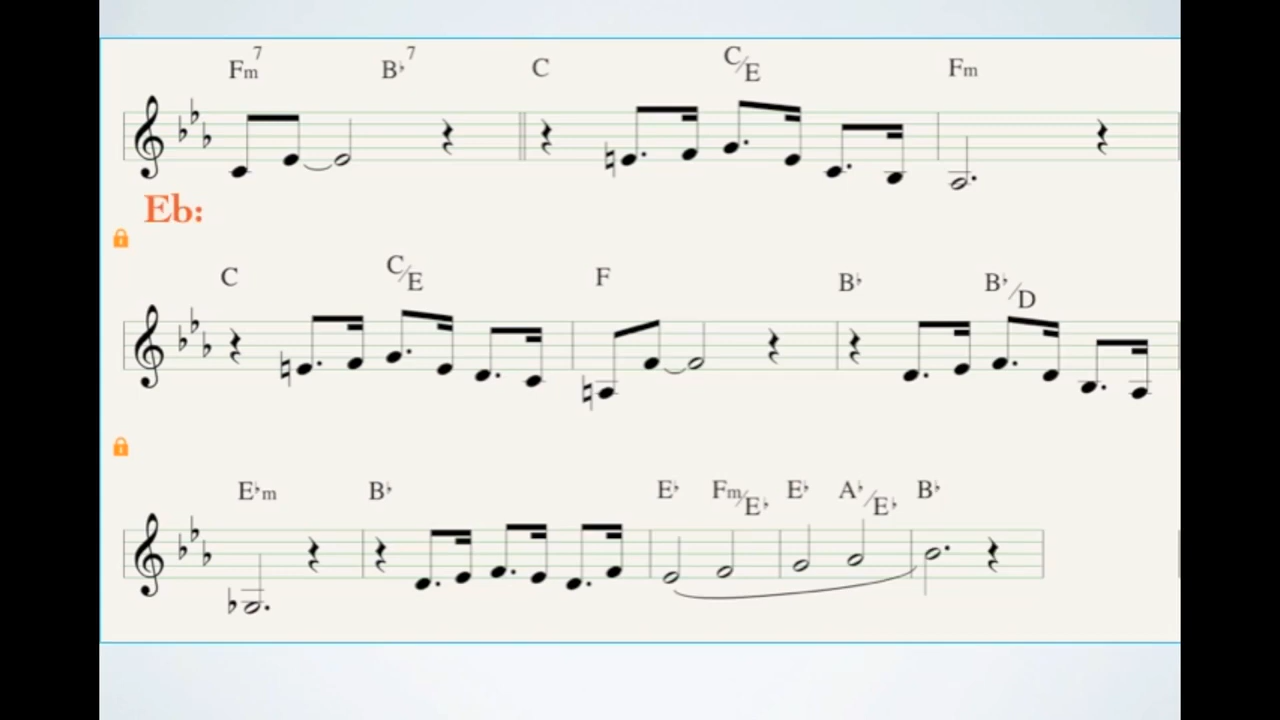 Fm7 B♭7 C C/E Fm
Eb:
C C/E F B♭ B♭/D
E♭m B♭ E♭ Fm/E♭ E♭ A♭/E♭ B♭